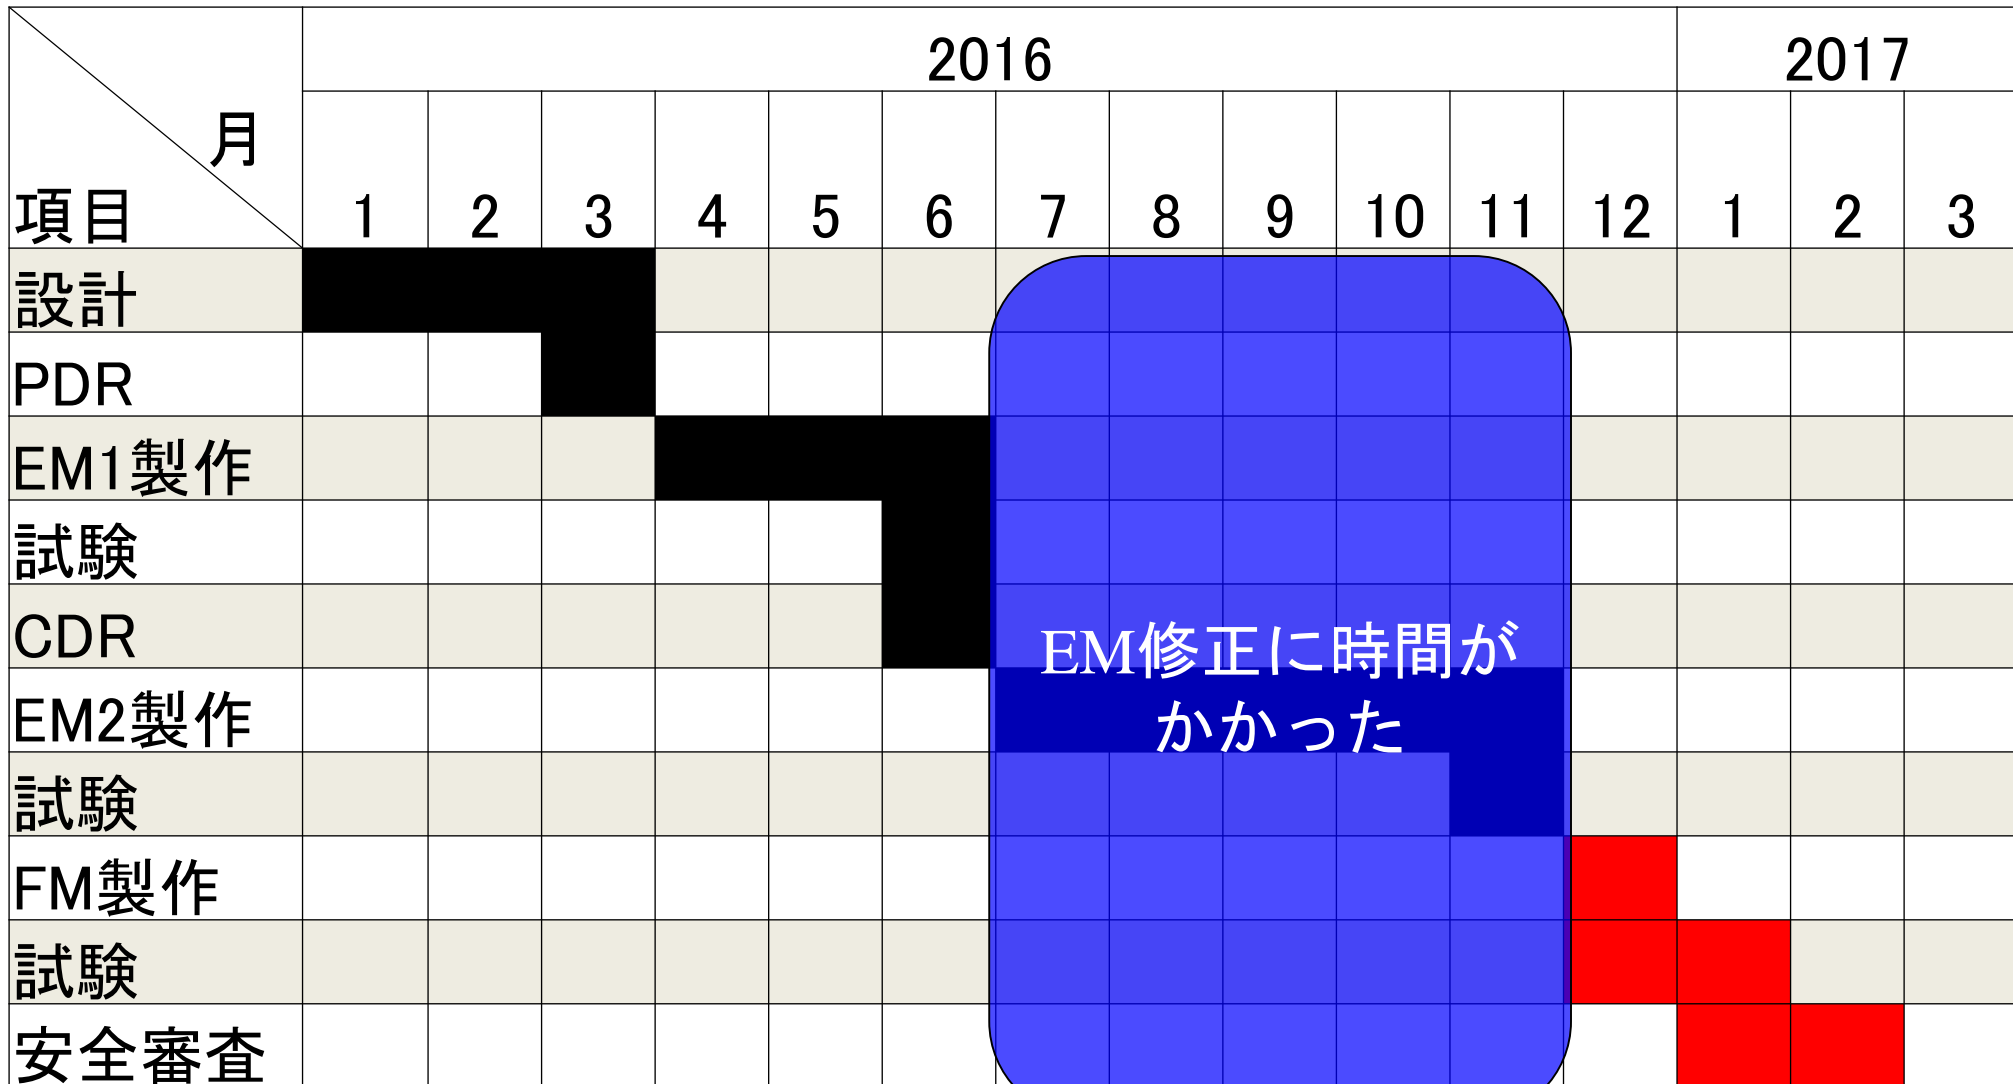 2016 2017
月
項目 1 2 3 4 5 6 7 8 9 10 11 12 1 2 3
設計
PDR
EM1製作
試験
CDR
EM修正に時間が
かかった
EM2製作
試験
FM製作
試験
安全審査